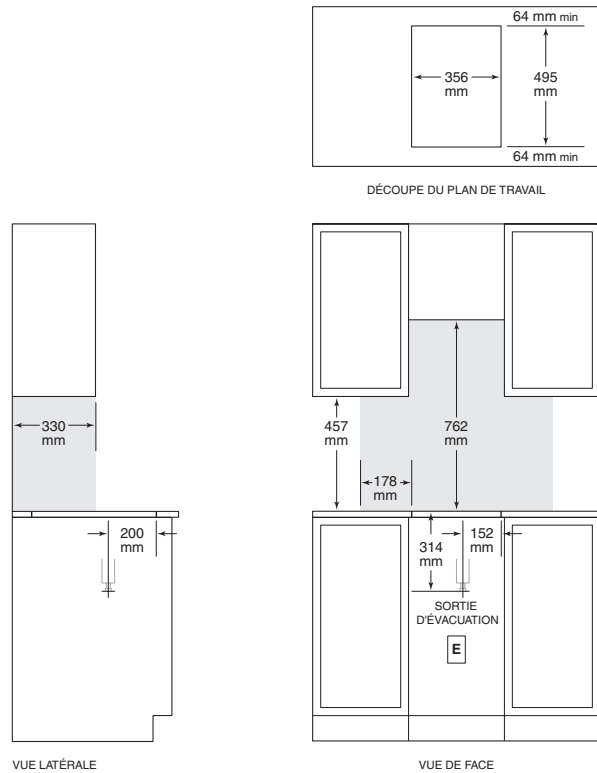 64 mm min
356
mm
495
mm
64 mm min
DÉCOUPE DU PLAN DE TRAVAIL
330
mm
457
mm
762
mm
178
mm
200
mm
314
mm
152
mm
SORTIE
D'ÉVACUATION
E
VUE LATÉRALE
VUE DE FACE